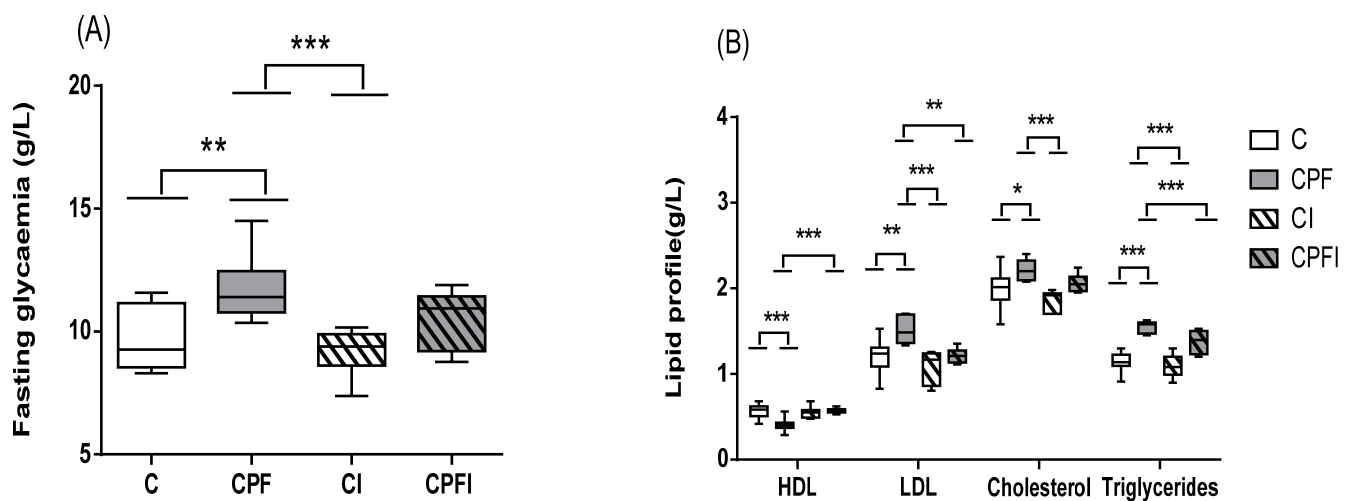 (A)
***
**
Fasting glycaemia (g/L)
20
15
10
5
C
CPF
CI
CPFI
(B)
Lipid profile(g/L)
4
3
2
1
0
**
***
***
***
***
*
**
***
***
***
HDL
LDL
Cholesterol
Triglycerides
C
CPF
CI
CPFI